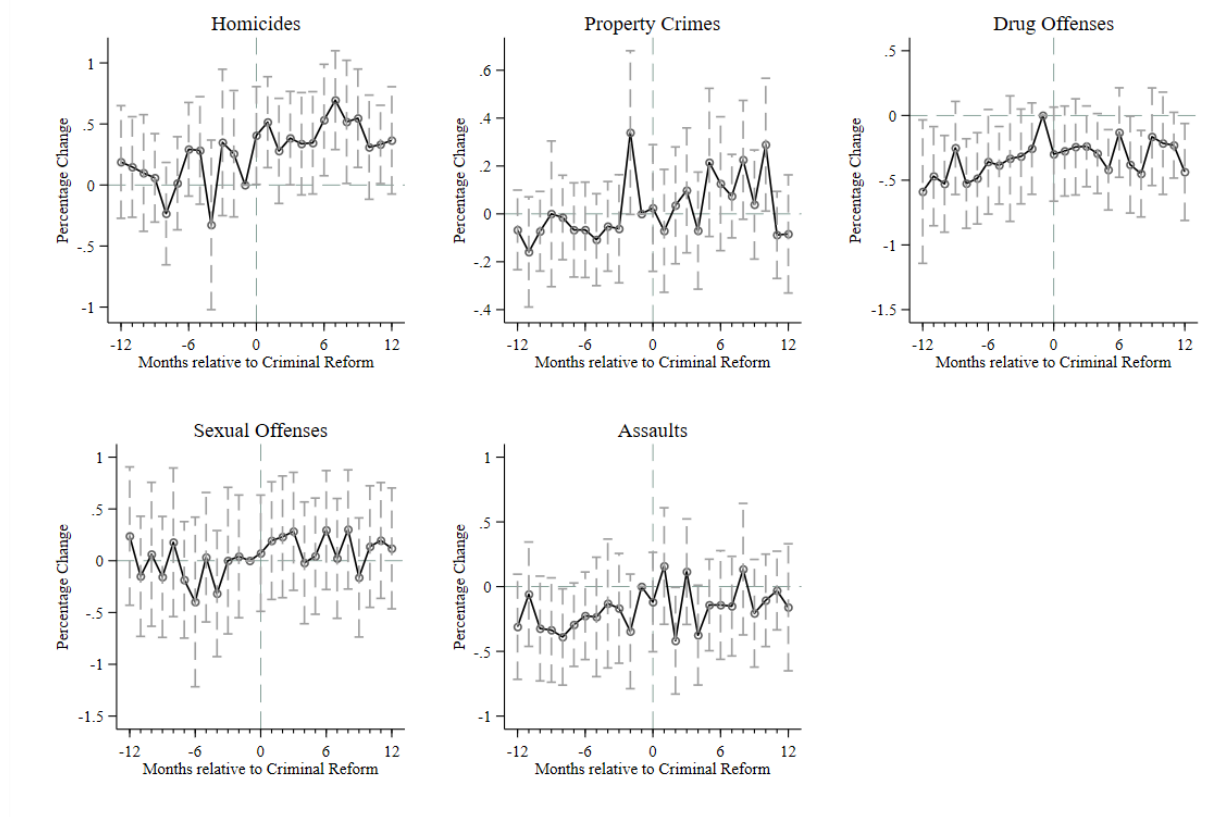 Homicides
Percentage Change
1
.5
0
-.5
-1
-12 -6 0 6 12
Months relative to Criminal Reform
Property Crimes
Percentage Change
.6
.4
.2
0
-.2
-.4
-12 -6 0 6 12
Months relative to Criminal Reform
Drug Offenses
Percentage Change
.5
0
-.5
-1
-1.5
-12 -6 0 6 12
Months relative to Criminal Reform
Sexual Offenses
Percentage Change
1
.5
0
-.5
-1
-1.5
-12 -6 0 6 12
Months relative to Criminal Reform
Assaults
Percentage Change
1
.5
0
-.5
-1
-12 -6 0 6 12
Months relative to Criminal Reform